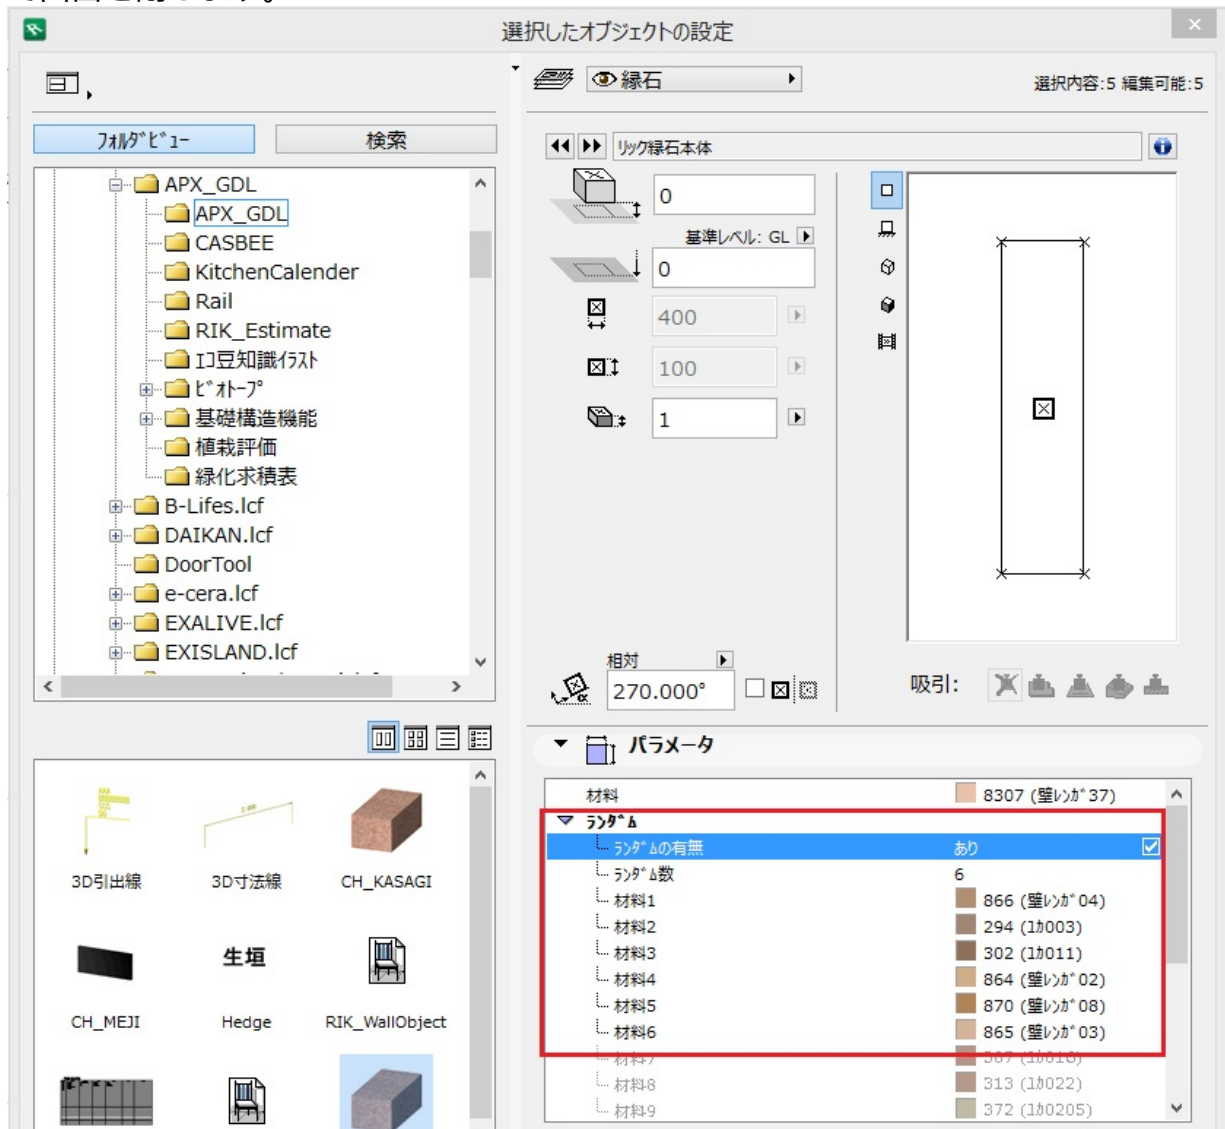 選択したオブジェクトの設定
縁石
選択内容:5 編集可能:5
フォルダビュー
検索
リック縁石本体
APX_GDL
APX_GDL
CASBEE
KitchenCalender
Rail
RIK_Estimate
エコ豆知識イラスト
ビオトープ
基礎構造機能
植栽評価
緑化求積表
B-Lifes.lcf
DAIKAN.lcf
DoorTool
e-cera.lcf
EXALIVE.lcf
EXISLAND.lcf
0
基準レベル: GL
0
400
100
1
相対
270.000°
吸引:
パラメータ
材料 8307 (壁レンガ37)
ランダム
ランダムの有無 あり
ランダム数 6
材料1 866 (壁レンガ04)
材料2 294 (ユカ003)
材料3 302 (ユカ011)
材料4 864 (壁レンガ02)
材料5 870 (壁レンガ08)
材料6 865 (壁レンガ03)
材料7
材料8 313 (ユカ022)
材料9 372 (ユカ0205)
3D引出線
3D寸法線
CH_KASAGI
生垣
CH_MEJI
Hedge
RIK_WallObject